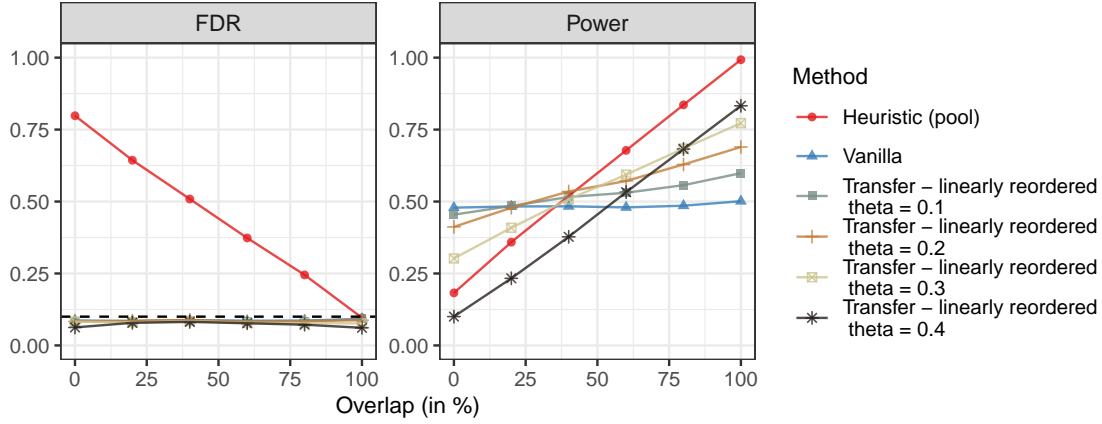 FDR
Power
1.00
0.75
0.50
0.25
0.00
0
25
50
75
100
1.00
0.75
0.50
0.25
0.00
0
25
50
75
100
Overlap (in %)
Method
Heuristic (pool)
Vanilla
Transfer − linearly reordered
theta = 0.1
Transfer − linearly reordered
theta = 0.2
Transfer − linearly reordered
theta = 0.3
Transfer − linearly reordered
theta = 0.4